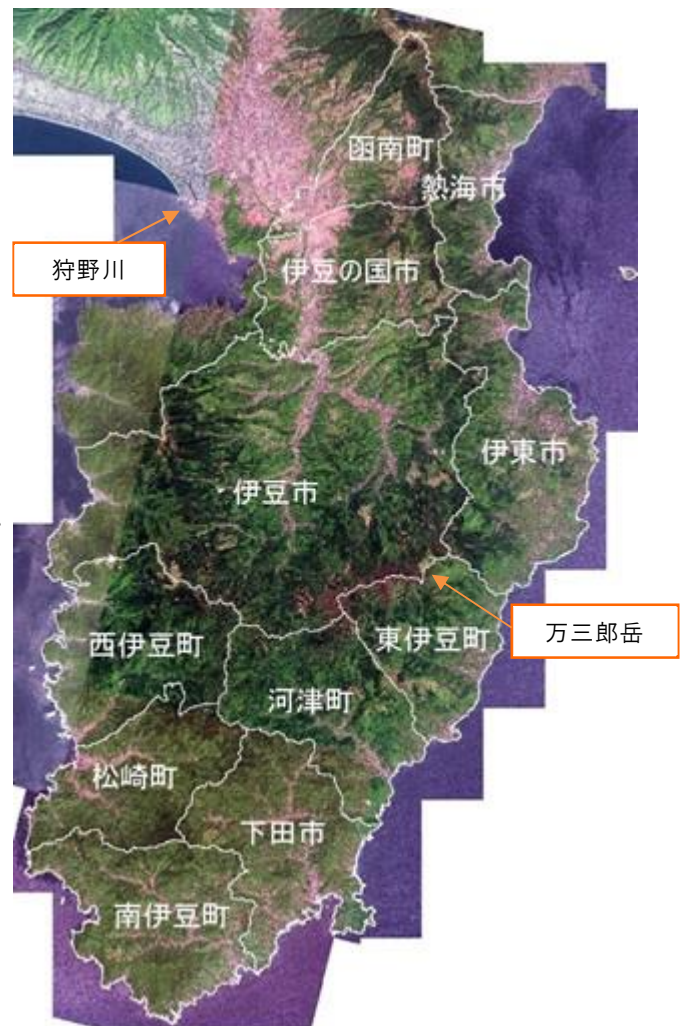 函南町
熱海市
狩野川
伊豆の国市
伊東市
伊豆市
万三郎岳
西伊豆町
東伊豆町
河津町
松崎町
下田市
南伊豆町